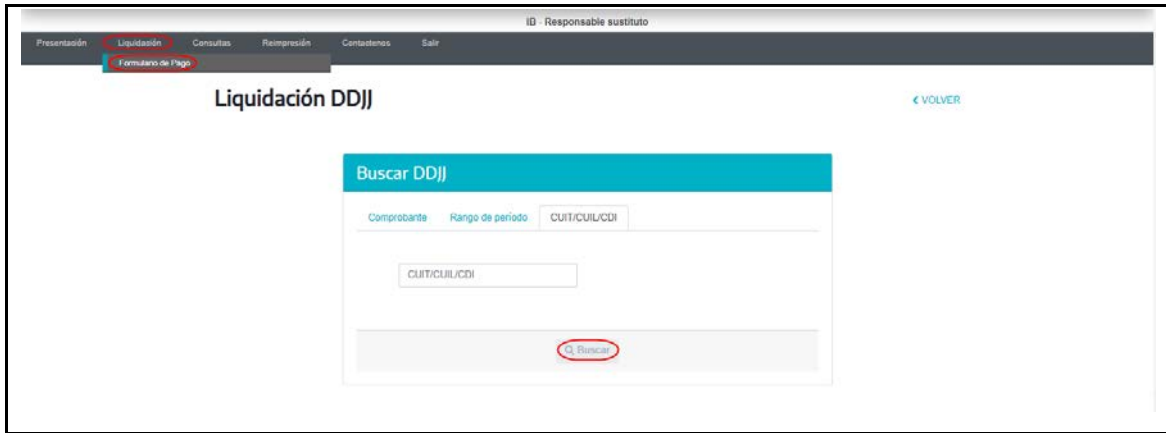 IB - Responsable sustituto
Presentación Liquidación Consultas Reimpresión Contactenos Salir
Formulario de Pago
Liquidación DDJJ
VOLVER
Buscar DDJJ
Comprobante Rango de período CUIT/CUIL/CDI
CUIT/CUIL/CDI
Buscar